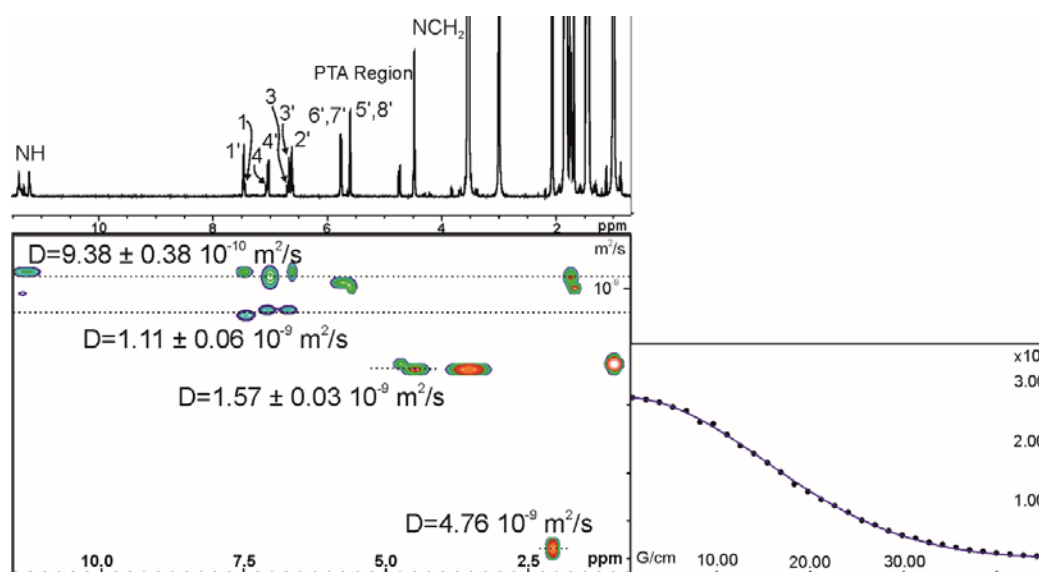 NCH₂
PTA Region
3
1
3'
6',7'
5',8'
4'
2'
NH
1'
4
10
8
6
4
2
ppm
D=9.38 ± 0.38 10⁻¹⁰ m²/s
m²/s
10⁻⁹
D=1.11 ± 0.06 10⁻⁹ m²/s
D=1.57 ± 0.03 10⁻⁹ m²/s
D=4.76 10⁻⁹ m²/s
10.0
7.5
5.0
2.5
ppm
x10
3.00
2.00
1.00
G/cm
10.00
20.00
30.00